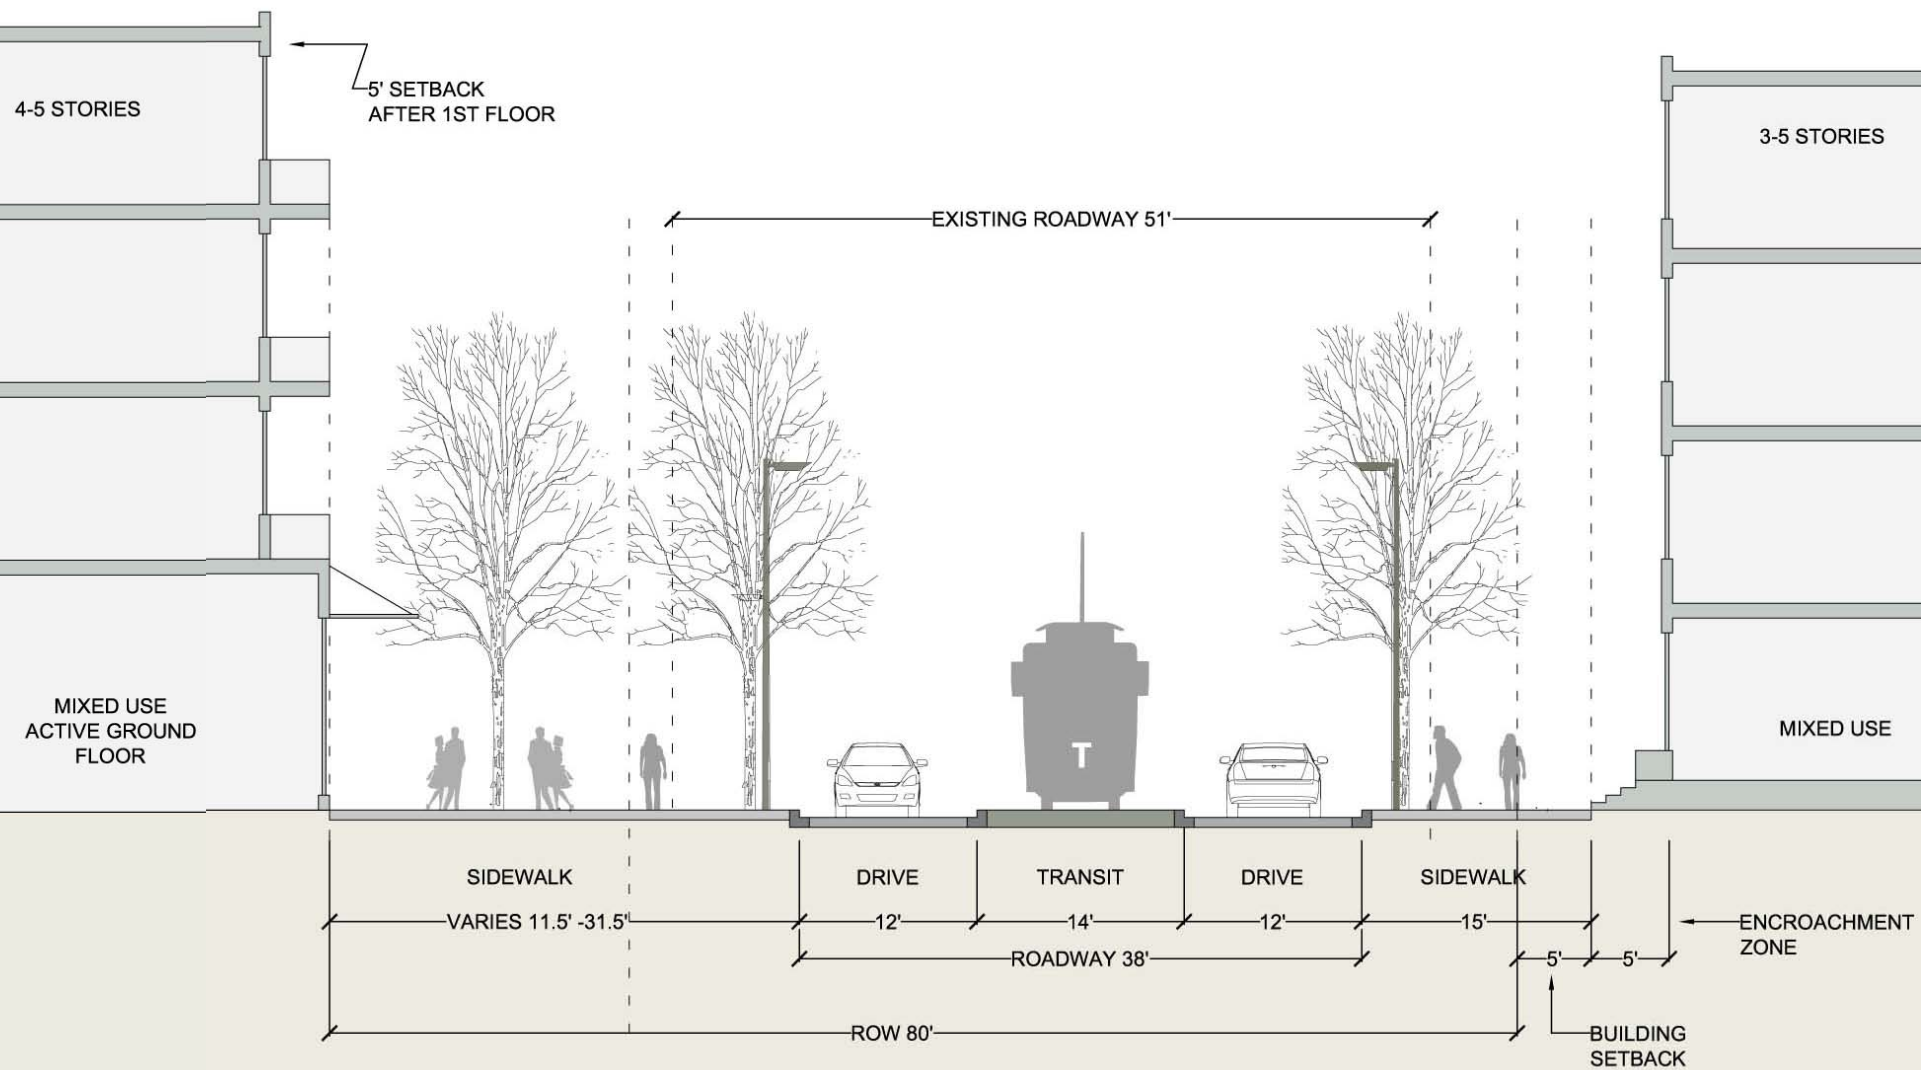 5' SETBACK
AFTER 1ST FLOOR
4-5 STORIES
3-5 STORIES
EXISTING ROADWAY 51'
MIXED USE
ACTIVE GROUND
FLOOR
T
MIXED USE
SIDEWALK
DRIVE
TRANSIT
DRIVE
SIDEWALK
VARIES 11.5' -31.5'
12'
14'
12'
15'
ENCROACHMENT
ZONE
ROADWAY 38'
5'
5'
ROW 80'
BUILDING
SETBACK